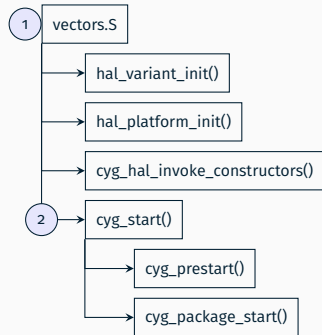 1 vectors.S
hal_variant_init()
hal_platform_init()
cyg_hal_invoke_constructors()
2 cyg_start()
cyg_prestart()
cyg_package_start()